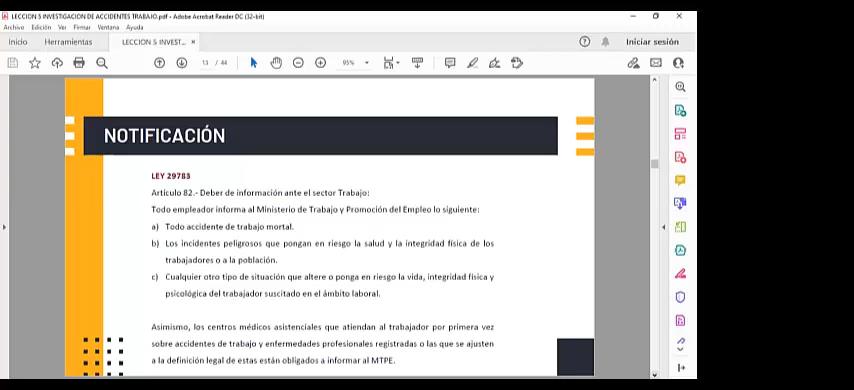 LECCION 5 INVESTIGACION DE ACCIDENTES TRABAJO.pdf - Adobe Acrobat Reader DC (32-bit)
Archivo Edición Ver Firmar Ventana Ayuda
Inicio Herramientas LECCION 5 INVEST... × Iniciar sesión
13 / 44 95%
NOTIFICACIÓN
LEY 29783
Artículo 82.- Deber de información ante el sector Trabajo:
Todo empleador informa al Ministerio de Trabajo y Promoción del Empleo lo siguiente:
a) Todo accidente de trabajo mortal.
b) Los incidentes peligrosos que pongan en riesgo la salud y la integridad física de los
trabajadores o a la población.
c) Cualquier otro tipo de situación que altere o ponga en riesgo la vida, integridad física y
psicológica del trabajador suscitado en el ámbito laboral.
Asimismo, los centros médicos asistenciales que atiendan al trabajador por primera vez
sobre accidentes de trabajo y enfermedades profesionales registradas o las que se ajusten
a la definición legal de estas están obligados a informar al MTPE.